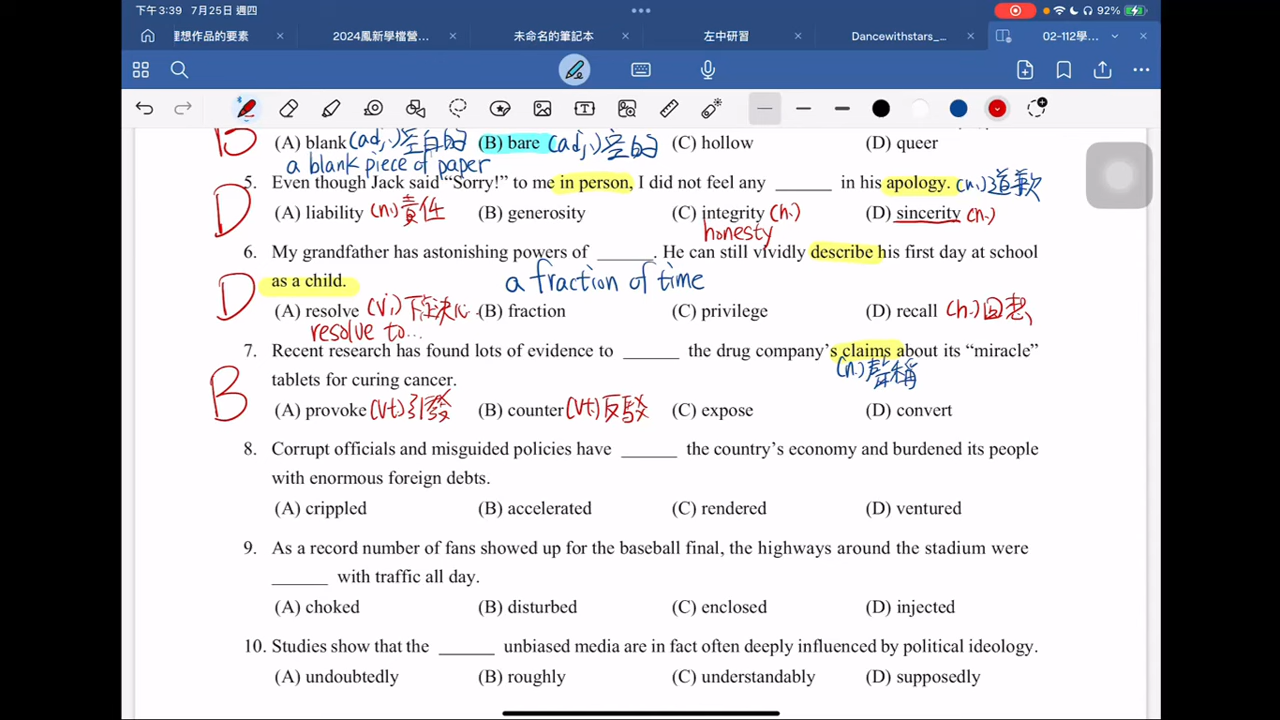 下午3:39 7月25日 週四
92%
理想作品的要素
2024鳳新學檔營...
未命名的筆記本
左中研習
Dancewithstars_...
02-112學...
B
(A) blank (adj.) 空白的 (B) bare (adj.) 空的 (C) hollow (D) queer
a blank piece of paper
5. Even though Jack said “Sorry!” to me in person, I did not feel any ______ in his apology. (n.) 道歉
D
(A) liability (n.) 責任 (B) generosity (C) integrity (n.) (D) sincerity (n.)
honesty
6. My grandfather has astonishing powers of ______. He can still vividly describe his first day at school
as a child. a fraction of time
D
(A) resolve (vi.) 下定決心 (B) fraction (C) privilege (D) recall (n.) 回想
resolve to...
7. Recent research has found lots of evidence to ______ the drug company’s claims about its “miracle”
tablets for curing cancer. (n.) 聲稱
B
(A) provoke (vt) 引發 (B) counter (vt) 反駁 (C) expose (D) convert
8. Corrupt officials and misguided policies have ______ the country’s economy and burdened its people
with enormous foreign debts.
(A) crippled (B) accelerated (C) rendered (D) ventured
9. As a record number of fans showed up for the baseball final, the highways around the stadium were
______ with traffic all day.
(A) choked (B) disturbed (C) enclosed (D) injected
10. Studies show that the ______ unbiased media are in fact often deeply influenced by political ideology.
(A) undoubtedly (B) roughly (C) understandably (D) supposedly